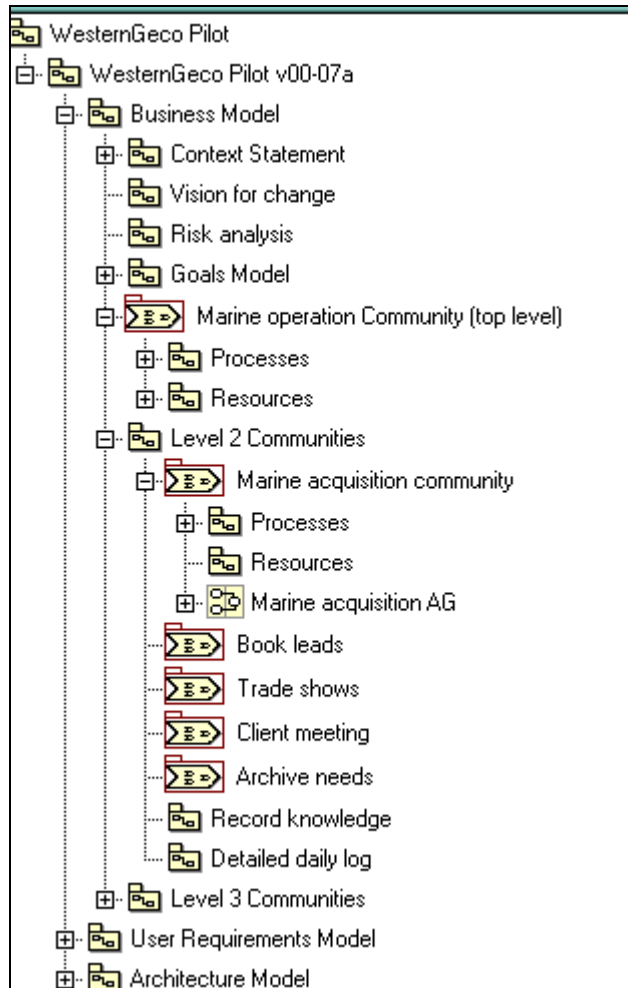 WesternGeco Pilot
WesternGeco Pilot v00-07a
Business Model
Context Statement
Vision for change
Risk analysis
Goals Model
Marine operation Community (top level)
Processes
Resources
Level 2 Communities
Marine acquisition community
Processes
Resources
Marine acquisition AG
Book leads
Trade shows
Client meeting
Archive needs
Record knowledge
Detailed daily log
Level 3 Communities
User Requirements Model
Architecture Model